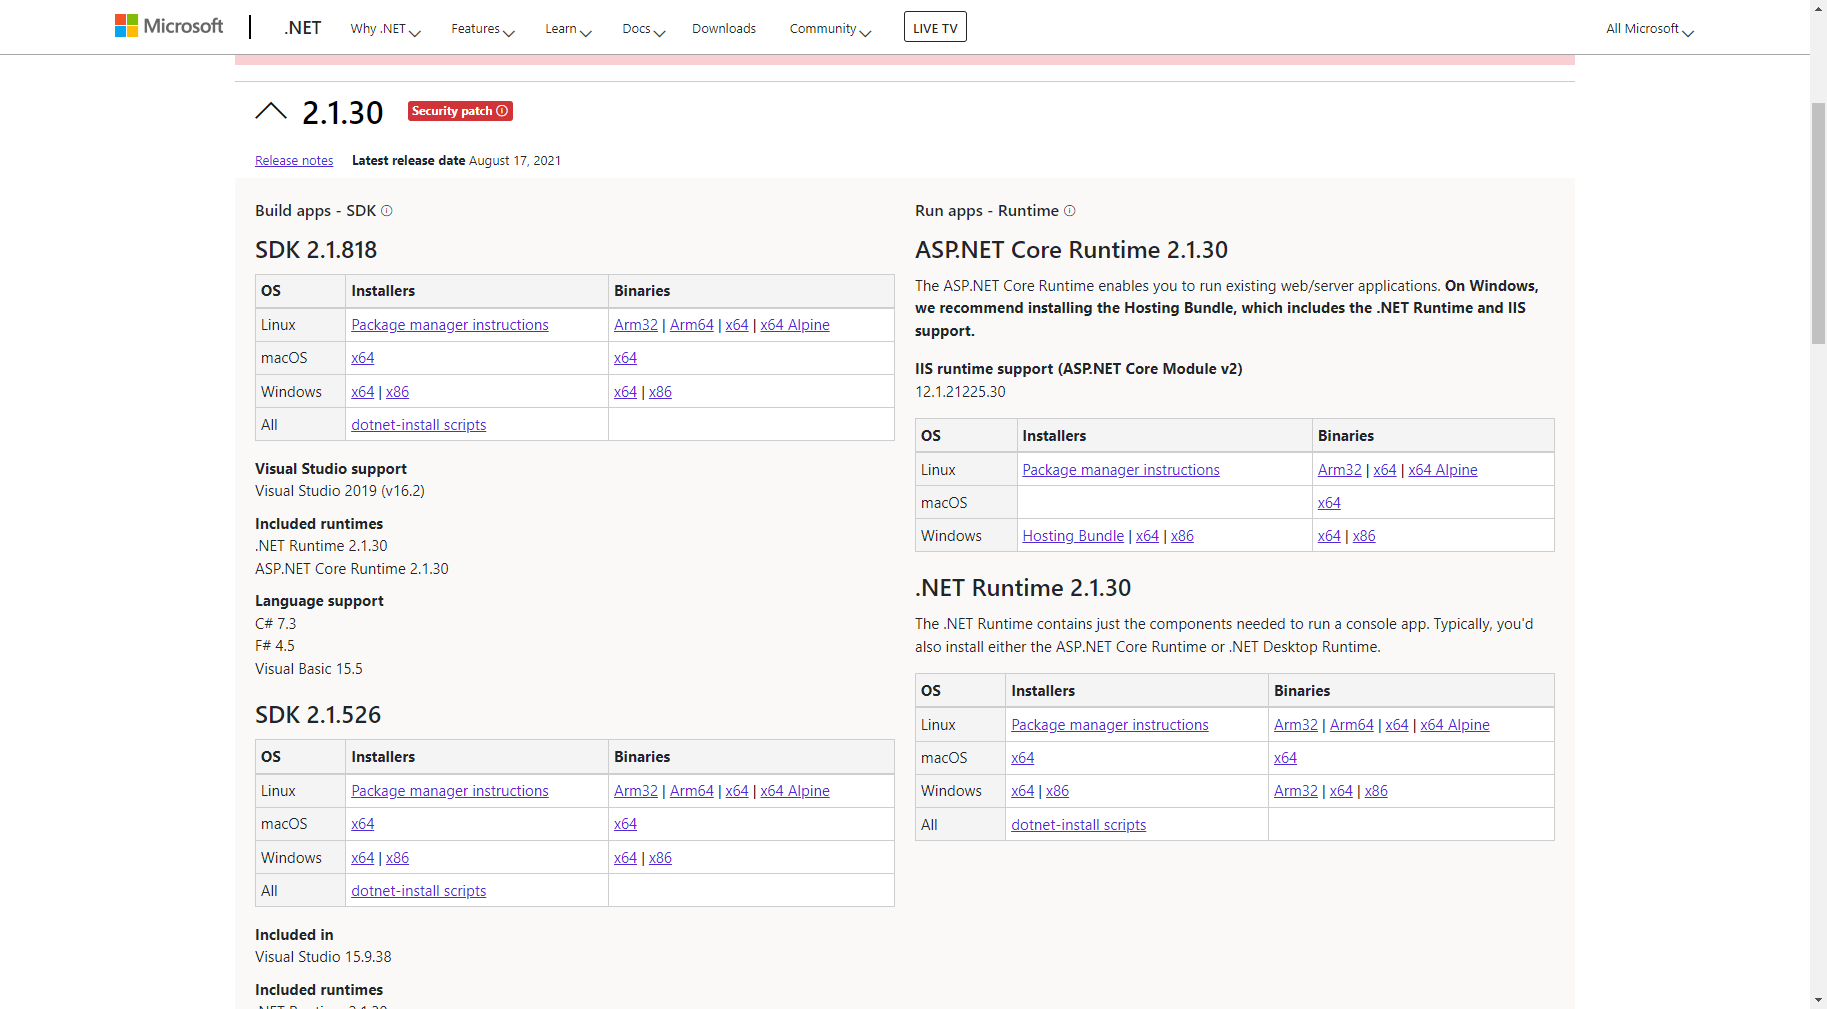 Microsoft
.NET
Why .NET
Features
Learn
Docs
Downloads
Community
LIVE TV
All Microsoft
2.1.30
Security patch
Release notes
Latest release date August 17, 2021
Build apps - SDK
SDK 2.1.818
OS Installers Binaries
Linux Package manager instructions Arm32 | Arm64 | x64 | x64 Alpine
macOS x64 x64
Windows x64 | x86 x64 | x86
All dotnet-install scripts
Visual Studio support
Visual Studio 2019 (v16.2)
Included runtimes
.NET Runtime 2.1.30
ASP.NET Core Runtime 2.1.30
Language support
C# 7.3
F# 4.5
Visual Basic 15.5
SDK 2.1.526
OS Installers Binaries
Linux Package manager instructions Arm32 | Arm64 | x64 | x64 Alpine
macOS x64 x64
Windows x64 | x86 x64 | x86
All dotnet-install scripts
Included in
Visual Studio 15.9.38
Included runtimes
.NET Runtime 2.1.30
Run apps - Runtime
ASP.NET Core Runtime 2.1.30
The ASP.NET Core Runtime enables you to run existing web/server applications. On Windows,
we recommend installing the Hosting Bundle, which includes the .NET Runtime and IIS
support.
IIS runtime support (ASP.NET Core Module v2)
12.1.21225.30
OS Installers Binaries
Linux Package manager instructions Arm32 | x64 | x64 Alpine
macOS x64
Windows Hosting Bundle | x64 | x86 x64 | x86
.NET Runtime 2.1.30
The .NET Runtime contains just the components needed to run a console app. Typically, you'd
also install either the ASP.NET Core Runtime or .NET Desktop Runtime.
OS Installers Binaries
Linux Package manager instructions Arm32 | Arm64 | x64 | x64 Alpine
macOS x64 x64
Windows x64 | x86 Arm32 | x64 | x86
All dotnet-install scripts